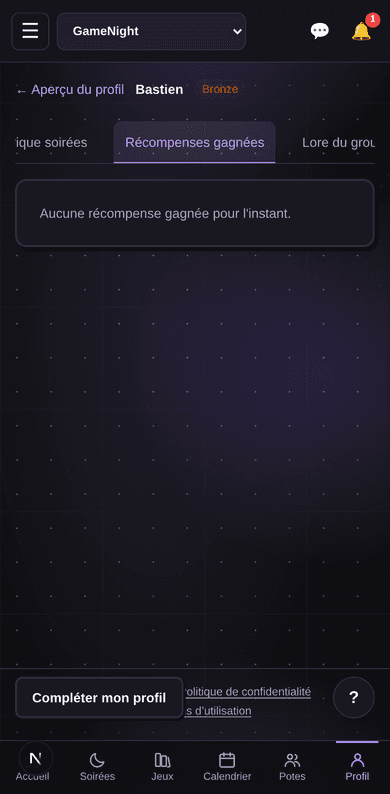 GameNight
1
← Aperçu du profil Bastien Bronze
ique soirées Récompenses gagnées Lore du grou
Aucune récompense gagnée pour l'instant.
Compléter mon profil
olitique de confidentialité
s d'utilisation
?
N
Accueil Soirées Jeux Calendrier Potes Profil